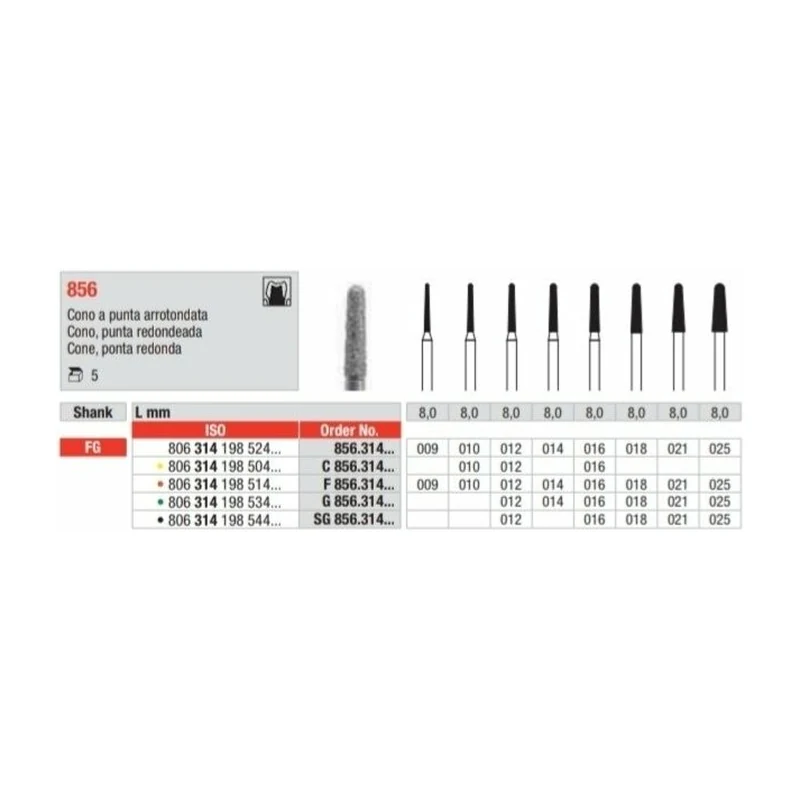 856
Cono a punta arrotondata
Cono, punta redondeada
Cone, ponta redonda
5
Shank L mm 8,0 8,0 8,0 8,0 8,0 8,0 8,0 8,0
ISO Order No.
FG 806 314 198 524... 856.314... 009 010 012 014 016 018 021 025
806 314 198 504... C 856.314... 010 012 016
806 314 198 514... F 856.314... 009 010 012 014 016 018 021 025
806 314 198 534... G 856.314... 012 014 016 018 021 025
806 314 198 544... SG 856.314... 012 016 018 021 025